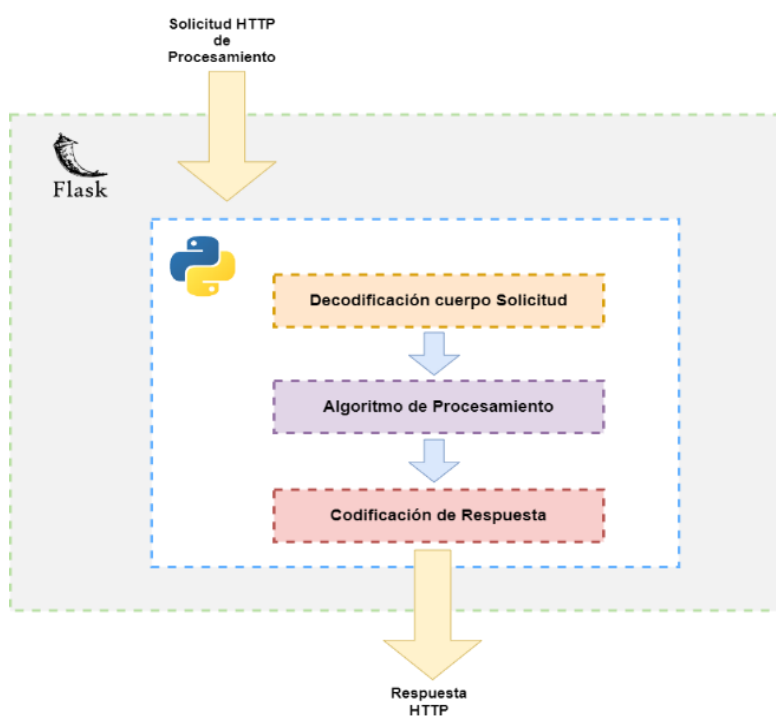 Solicitud HTTP
de
Procesamiento
Flask
Decodificación cuerpo Solicitud
Algoritmo de Procesamiento
Codificación de Respuesta
Respuesta
HTTP